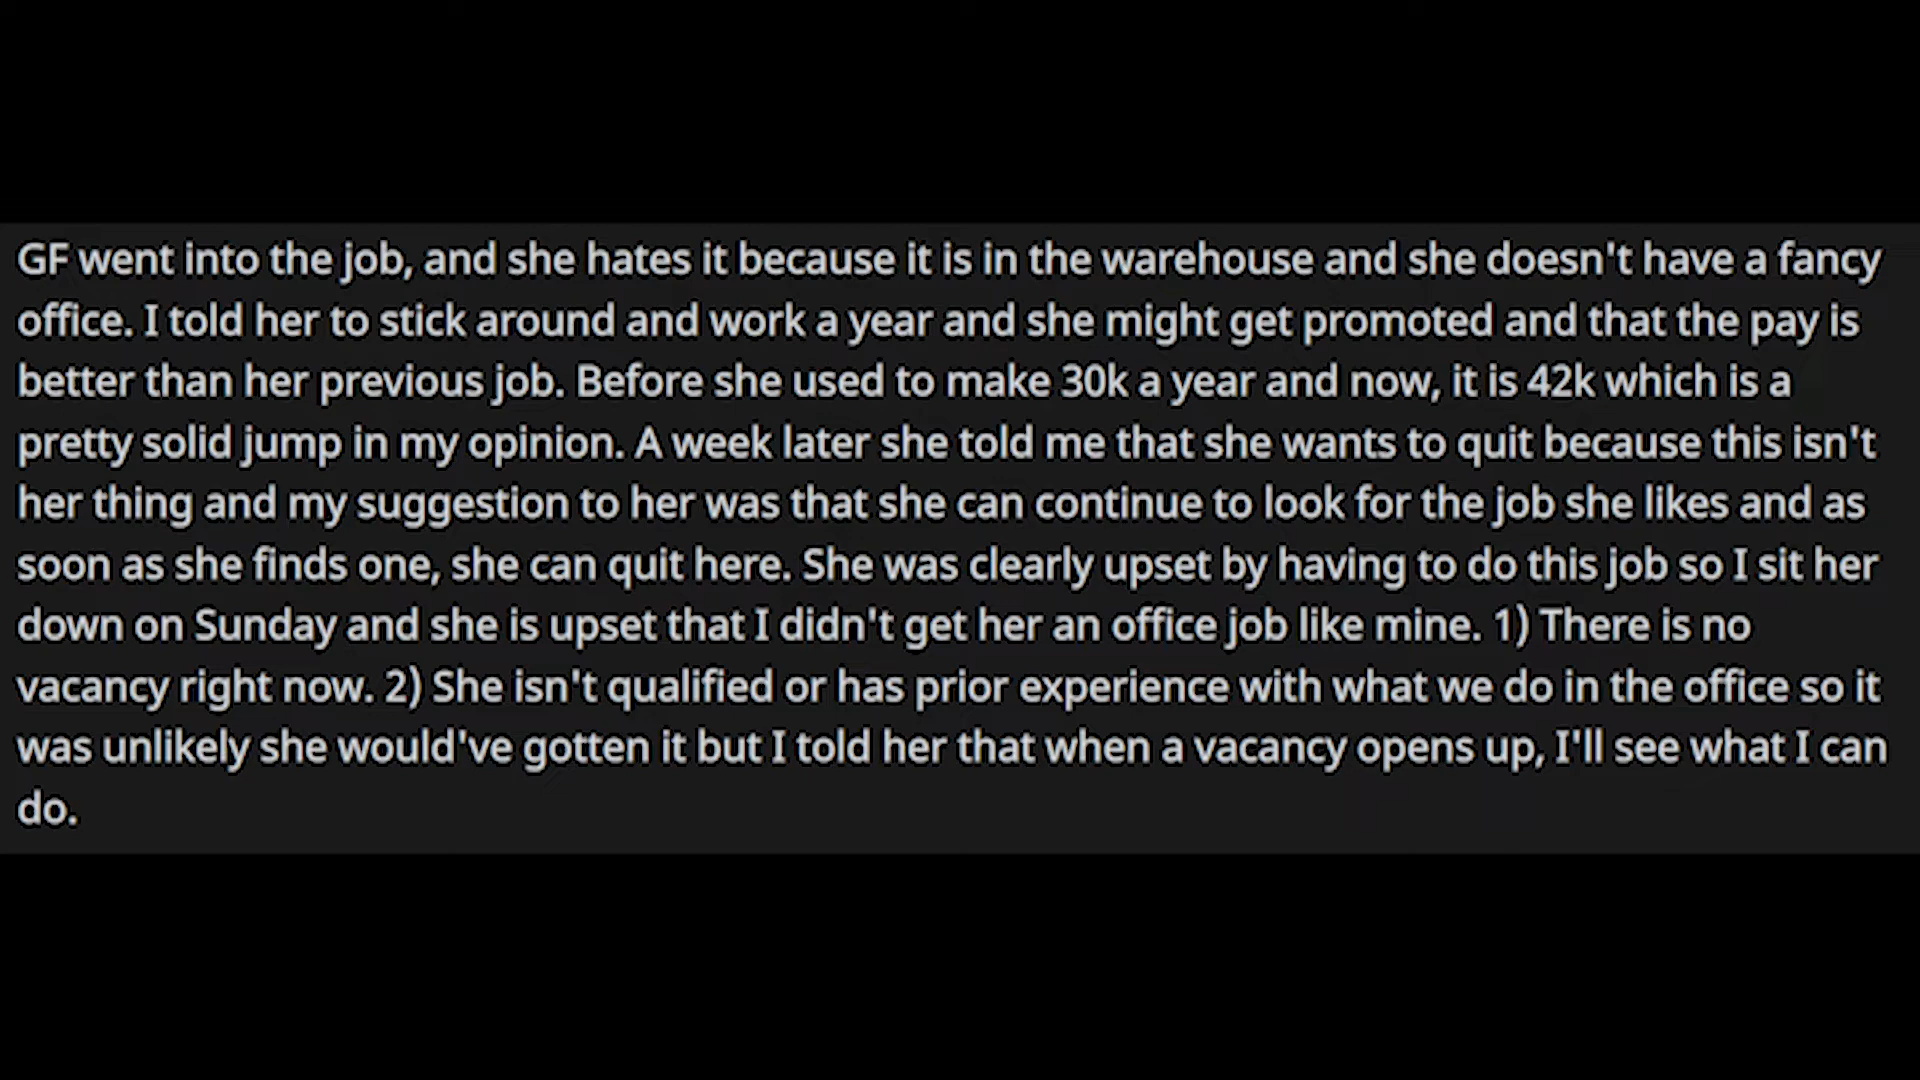 GF went into the job, and she hates it because it is in the warehouse and she doesn't have a fancy
office. I told her to stick around and work a year and she might get promoted and that the pay is
better than her previous job. Before she used to make 30k a year and now, it is 42k which is a
pretty solid jump in my opinion. A week later she told me that she wants to quit because this isn't
her thing and my suggestion to her was that she can continue to look for the job she likes and as
soon as she finds one, she can quit here. She was clearly upset by having to do this job so I sit her
down on Sunday and she is upset that I didn't get her an office job like mine. 1) There is no
vacancy right now. 2) She isn't qualified or has prior experience with what we do in the office so it
was unlikely she would've gotten it but I told her that when a vacancy opens up, I'll see what I can
do.